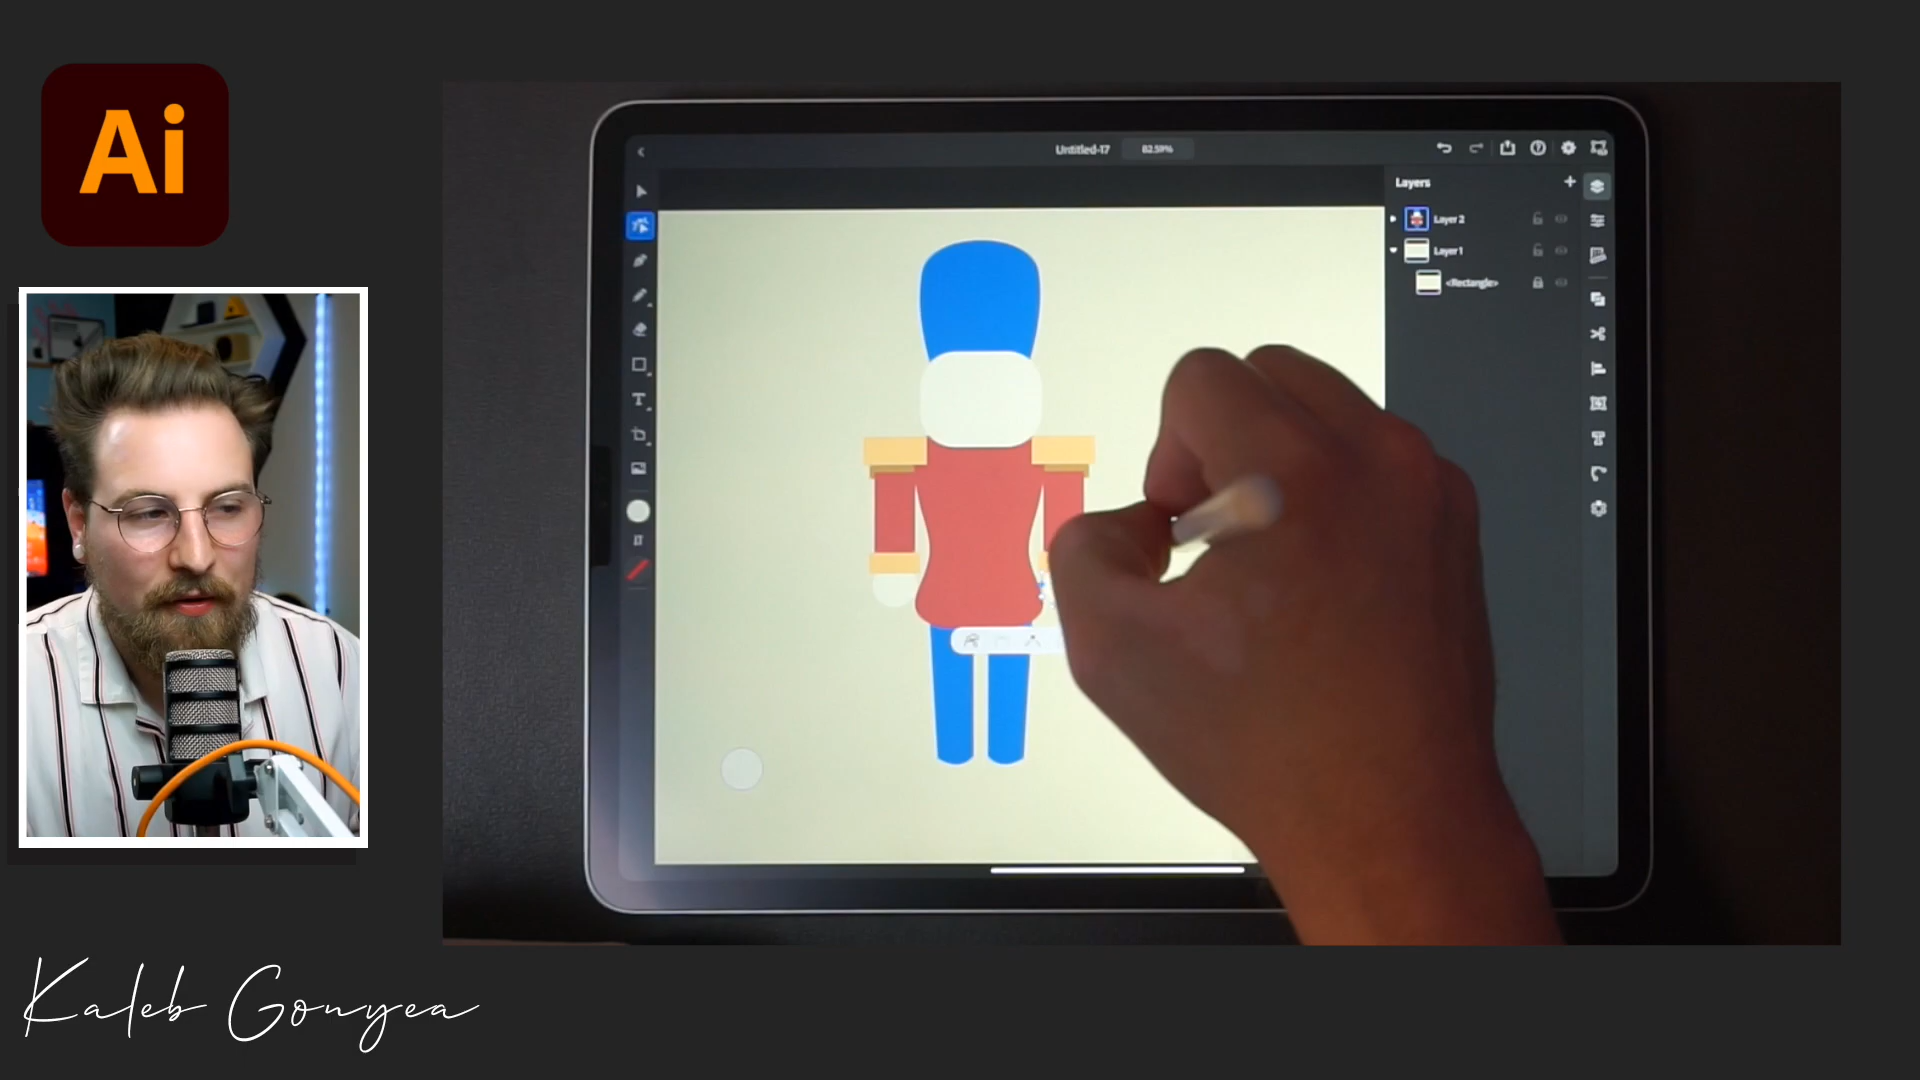 Ai
Untitled-17
82.59%
Layers
Layer 2
Layer 1
<Rectangle>
T
Kaleb Gonyea